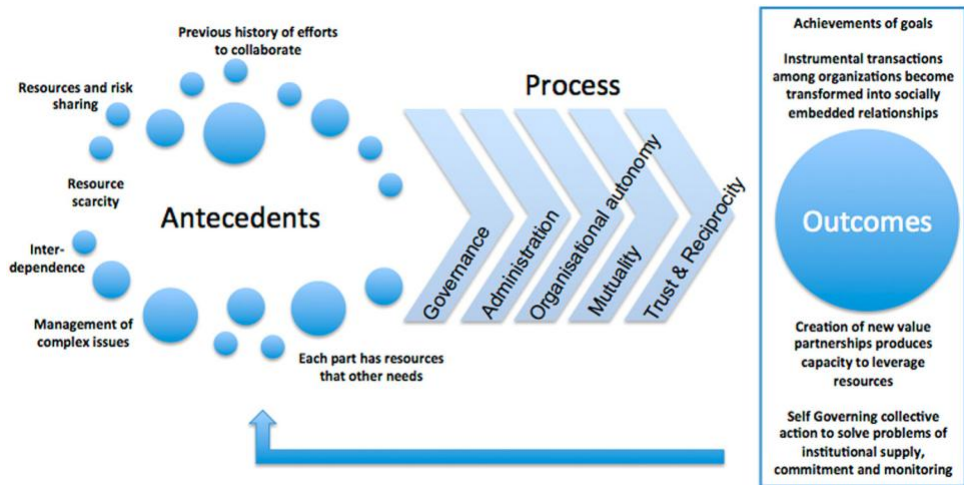 Previous history of efforts
to collaborate
Resources and risk
sharing
Resource
scarcity
Antecedents
Inter-
dependence
Management of
complex issues
Each part has resources
that other needs
Process
Governance
Administration
Organisational autonomy
Mutuality
Trust & Reciprocity
Achievements of goals
Instrumental transactions
among organizations become
transformed into socially
embedded relationships
Outcomes
Creation of new value
partnerships produces
capacity to leverage
resources
Self Governing collective
action to solve problems of
institutional supply,
commitment and monitoring